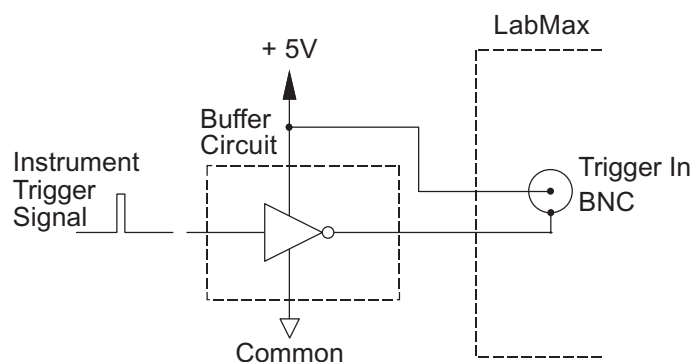 LabMax
+ 5V
Buffer
Circuit
Instrument
Trigger
Signal
Trigger In
BNC
Common